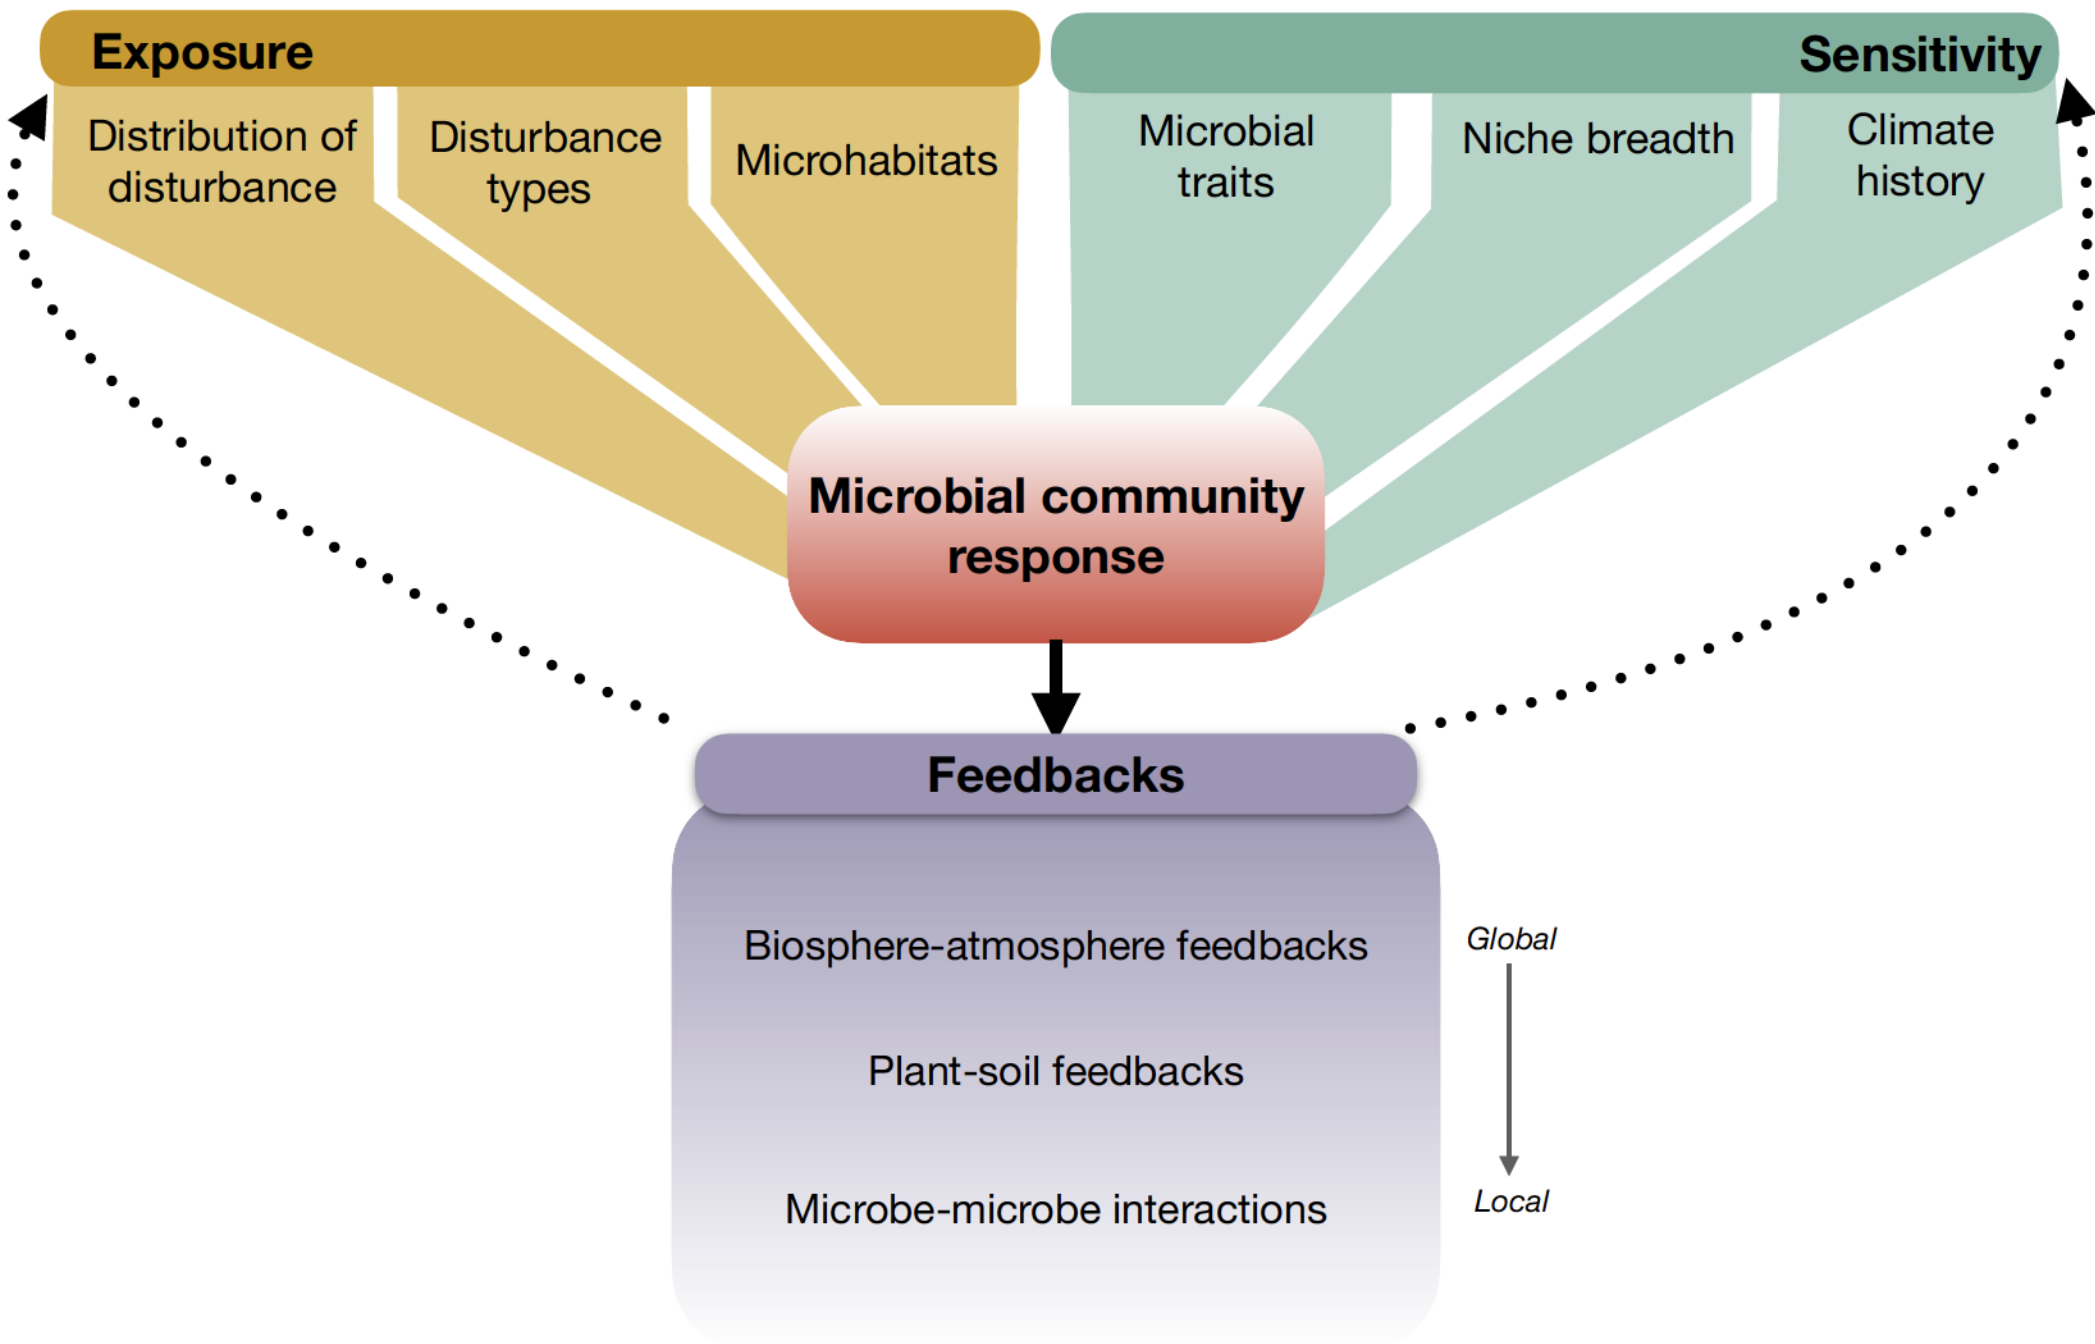 Exposure
Sensitivity
Distribution of
disturbance
Disturbance
types
Microhabitats
Microbial
traits
Niche breadth
Climate
history
Microbial community
response
Feedbacks
Biosphere-atmosphere feedbacks
Global
Plant-soil feedbacks
Microbe-microbe interactions
Local